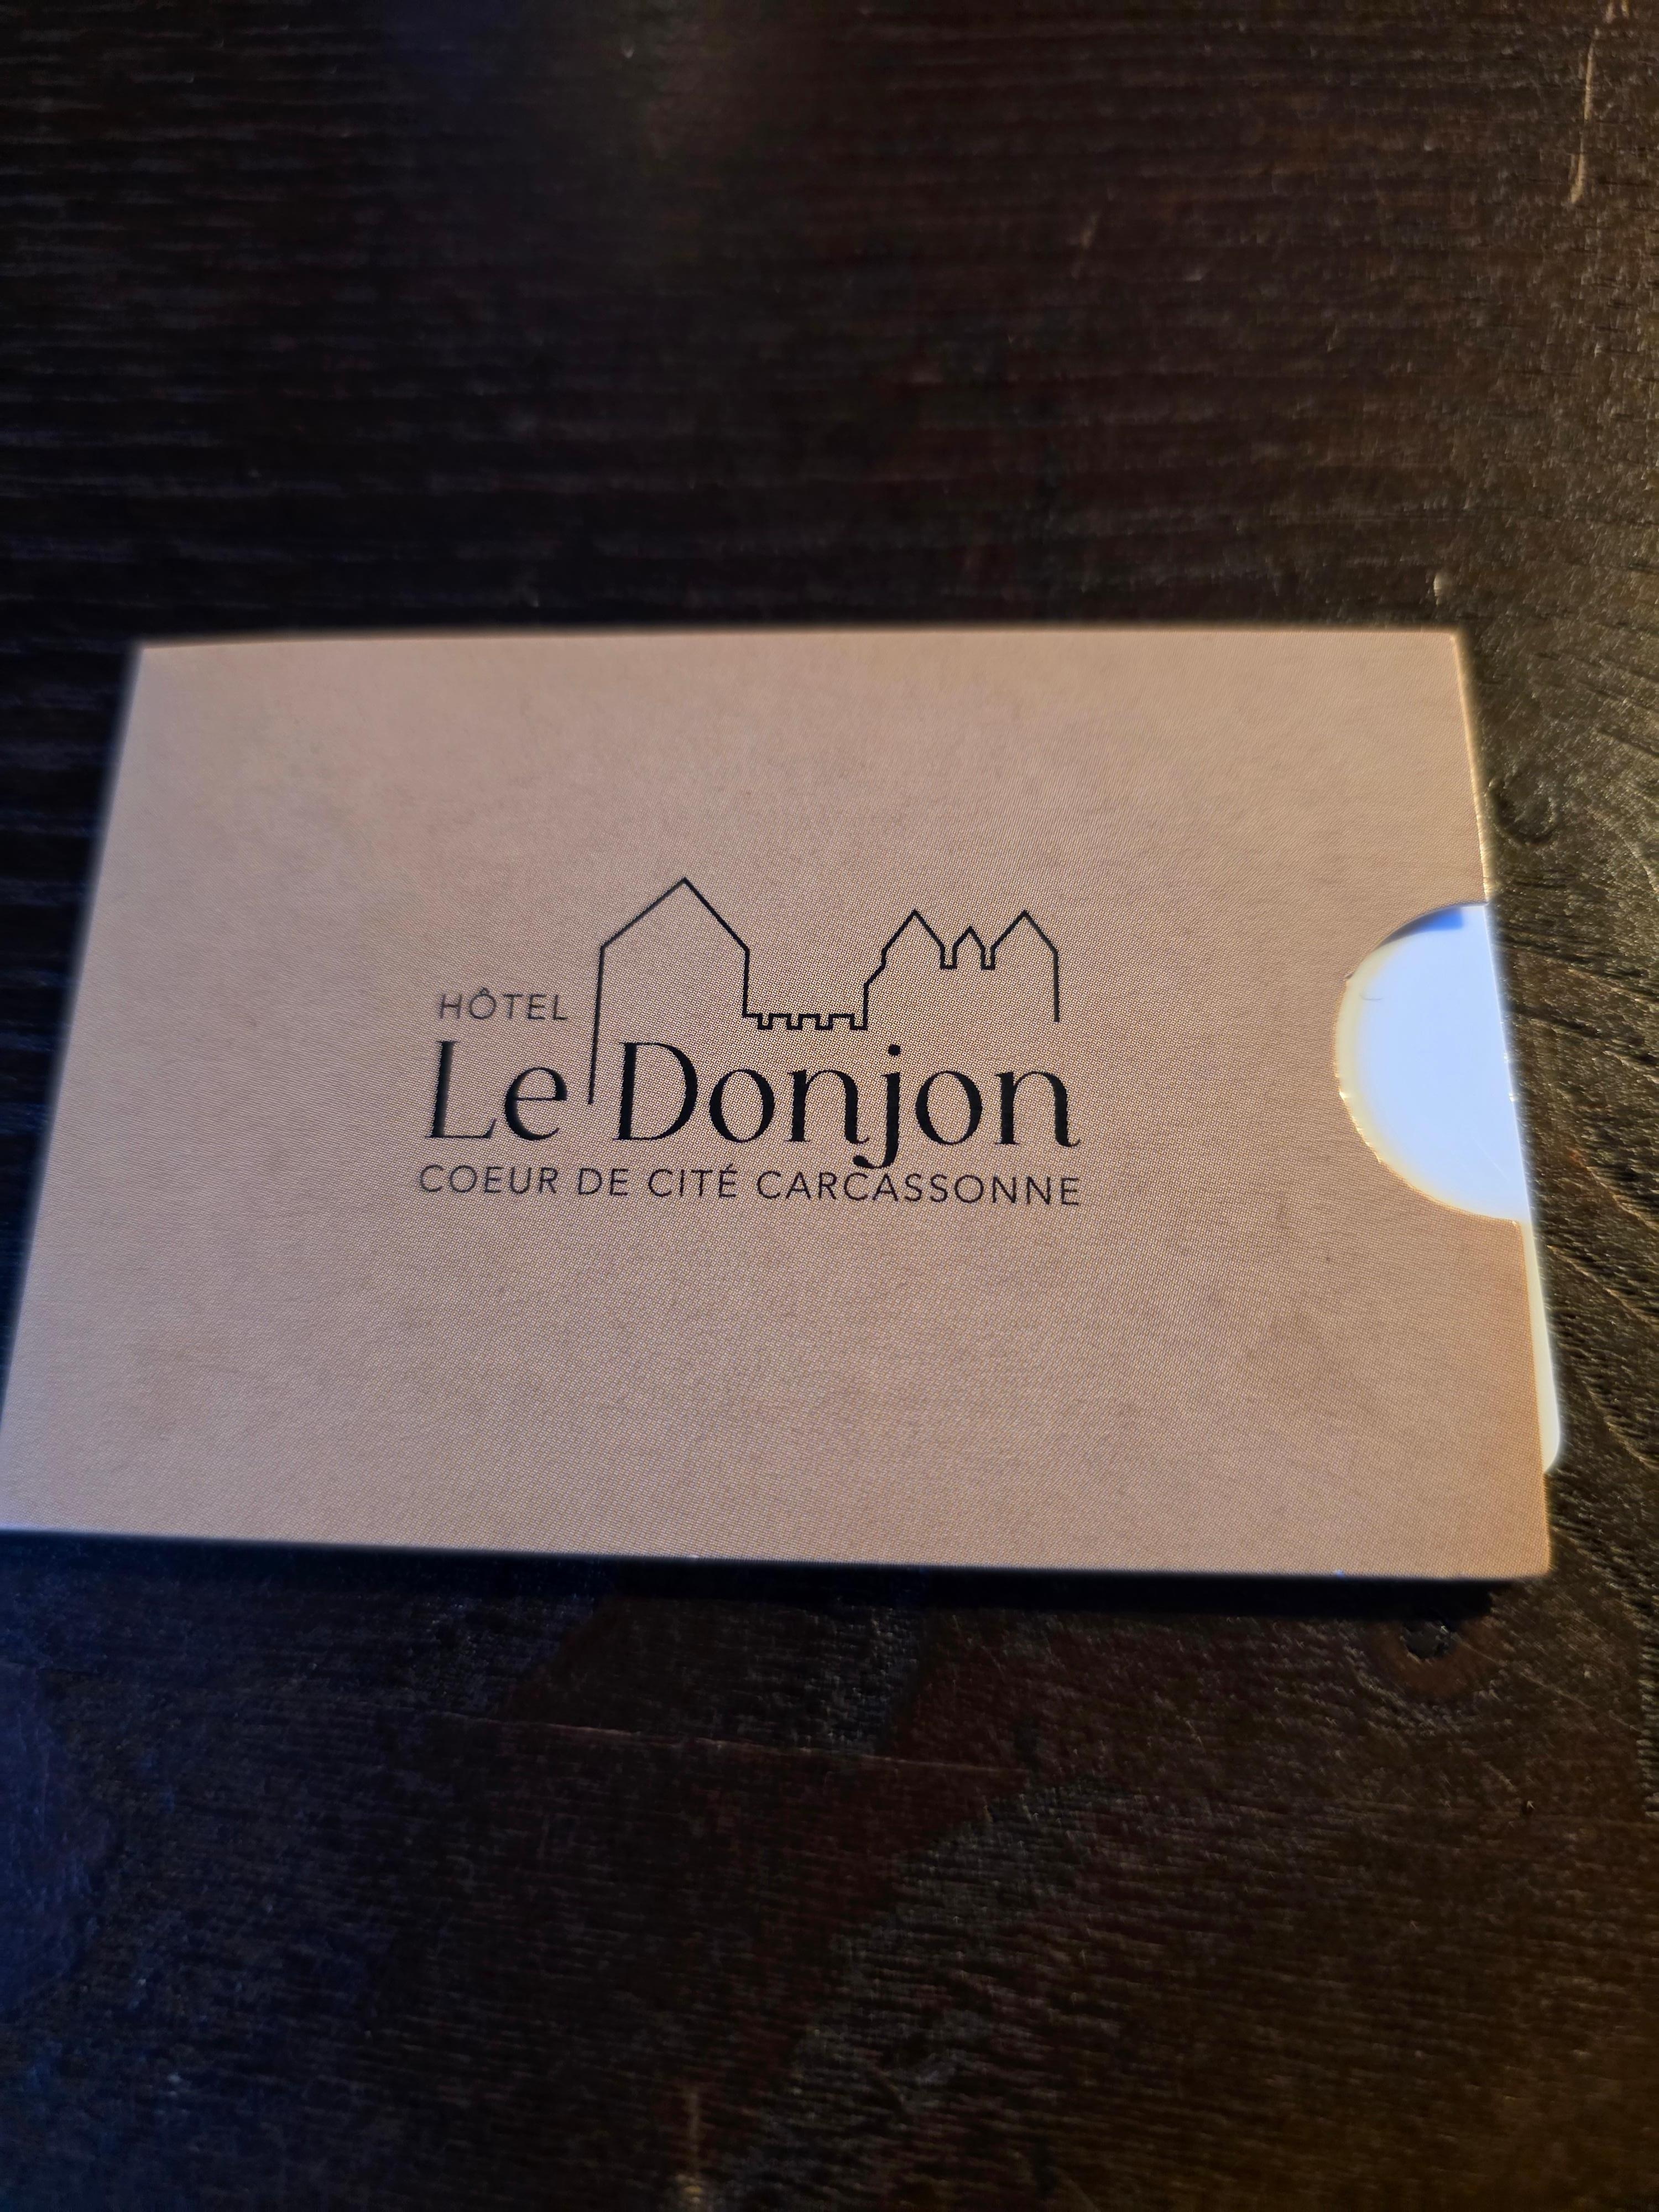 HÔTEL
Le Donjon
COEUR DE CITÉ CARCASSONNE